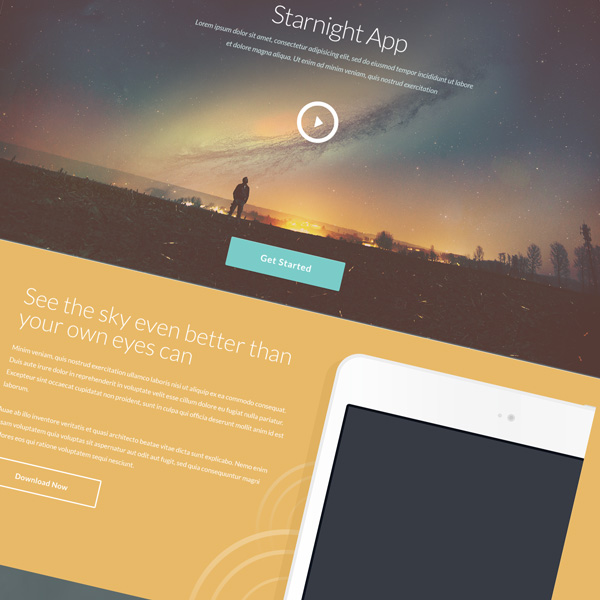 Starnight App
Lorem ipsum dolor sit amet, consectetur adipisicing elit, sed do eiusmod tempor incididunt ut labore
et dolore magna aliqua. Ut enim ad minim veniam, quis nostrud exercitation
Get Started
See the sky even better than
your own eyes can
Minim veniam, quis nostrud exercitation ullamco laboris nisi ut aliquip ex ea commodo consequat.
Duis aute irure dolor in reprehenderit in voluptate velit esse cillum dolore eu fugiat nulla pariatur.
Excepteur sint occaecat cupidatat non proident, sunt in culpa qui officia deserunt mollit anim id est
laborum.
ab illo inventore veritatis et quasi architecto beatae vitae dicta sunt explicabo. Nemo enim
voluptatem quia voluptas sit aspernatur aut odit aut fugit, sed quia consequuntur magni
dolores eos qui ratione voluptatem sequi nesciunt.
Download Now